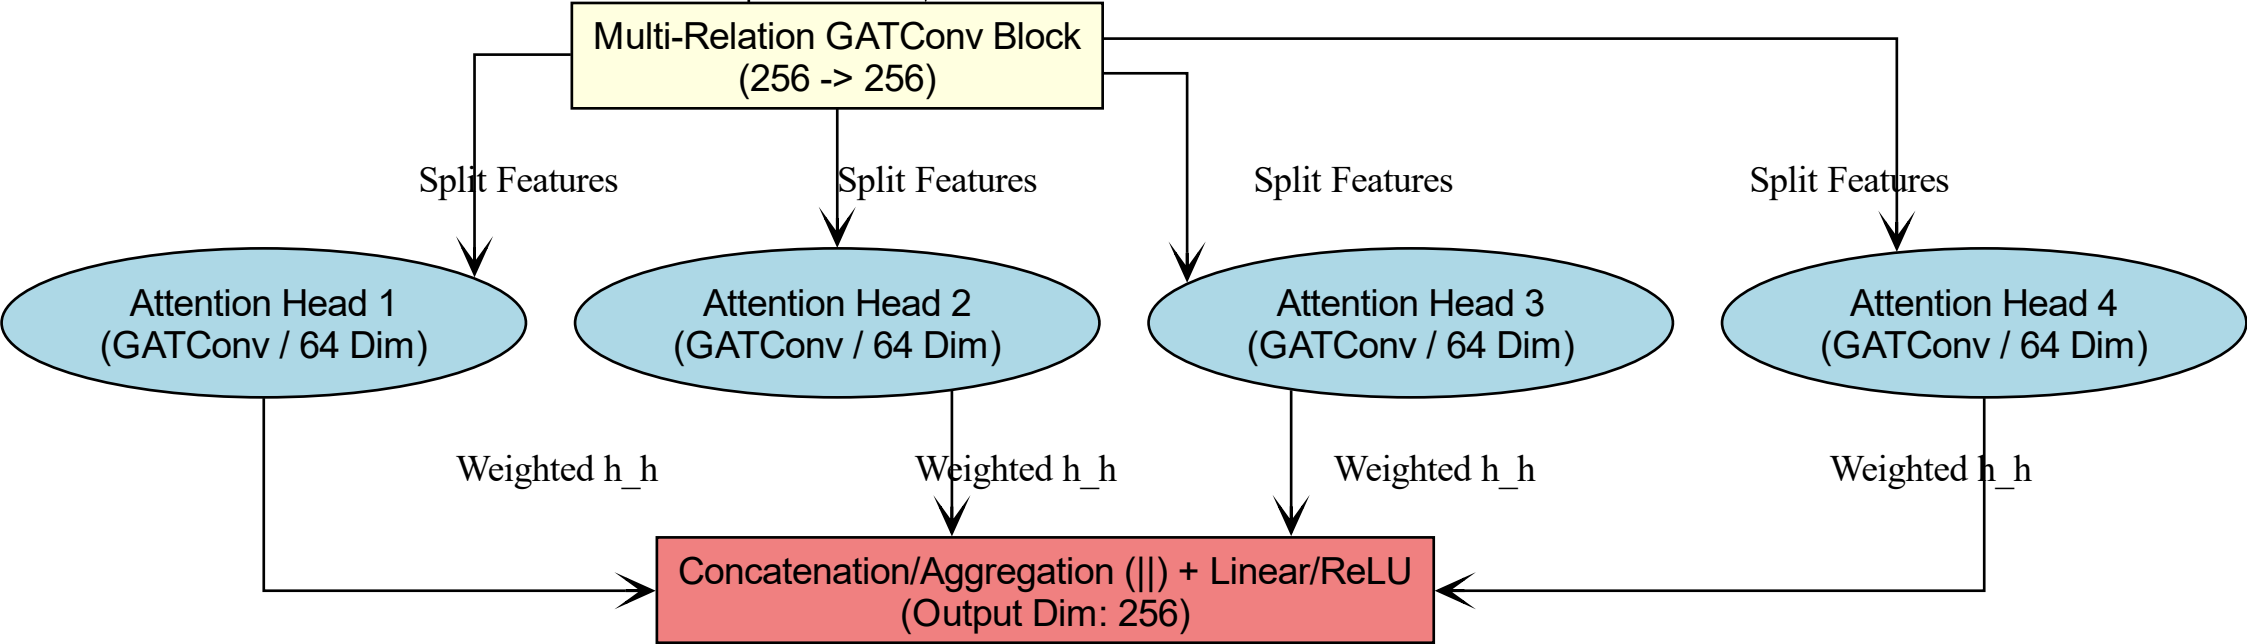 Multi-Relation GATConv Block
(256 -> 256)
Split Features
Split Features
Split Features
Split Features
Attention Head 1
(GATConv / 64 Dim)
Attention Head 2
(GATConv / 64 Dim)
Attention Head 3
(GATConv / 64 Dim)
Attention Head 4
(GATConv / 64 Dim)
Weighted h_h
Weighted h_h
Weighted h_h
Weighted h_h
Concatenation/Aggregation (||) + Linear/ReLU
(Output Dim: 256)